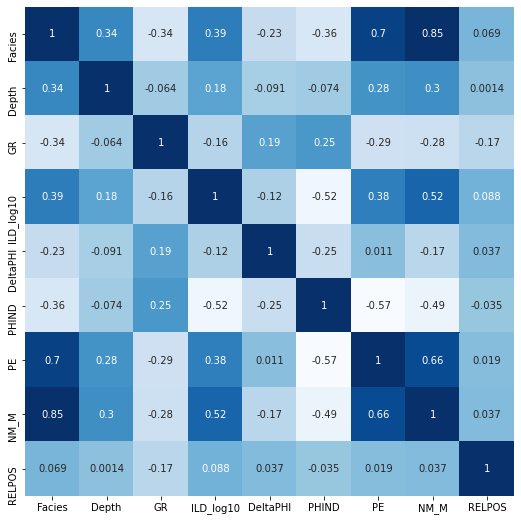 Facies 1 0.34 -0.34 0.39 -0.23 -0.36 0.7 0.85 0.069
Depth 0.34 1 -0.064 0.18 -0.091 -0.074 0.28 0.3 0.0014
GR -0.34 -0.064 1 -0.16 0.19 0.25 -0.29 -0.28 -0.17
ILD_log10 0.39 0.18 -0.16 1 -0.12 -0.52 0.38 0.52 0.088
DeltaPHI -0.23 -0.091 0.19 -0.12 1 -0.25 0.011 -0.17 0.037
PHIND -0.36 -0.074 0.25 -0.52 -0.25 1 -0.57 -0.49 -0.035
PE 0.7 0.28 -0.29 0.38 0.011 -0.57 1 0.66 0.019
NM_M 0.85 0.3 -0.28 0.52 -0.17 -0.49 0.66 1 0.037
RELPOS 0.069 0.0014 -0.17 0.088 0.037 -0.035 0.019 0.037 1
Facies Depth GR ILD_log10 DeltaPHI PHIND PE NM_M RELPOS